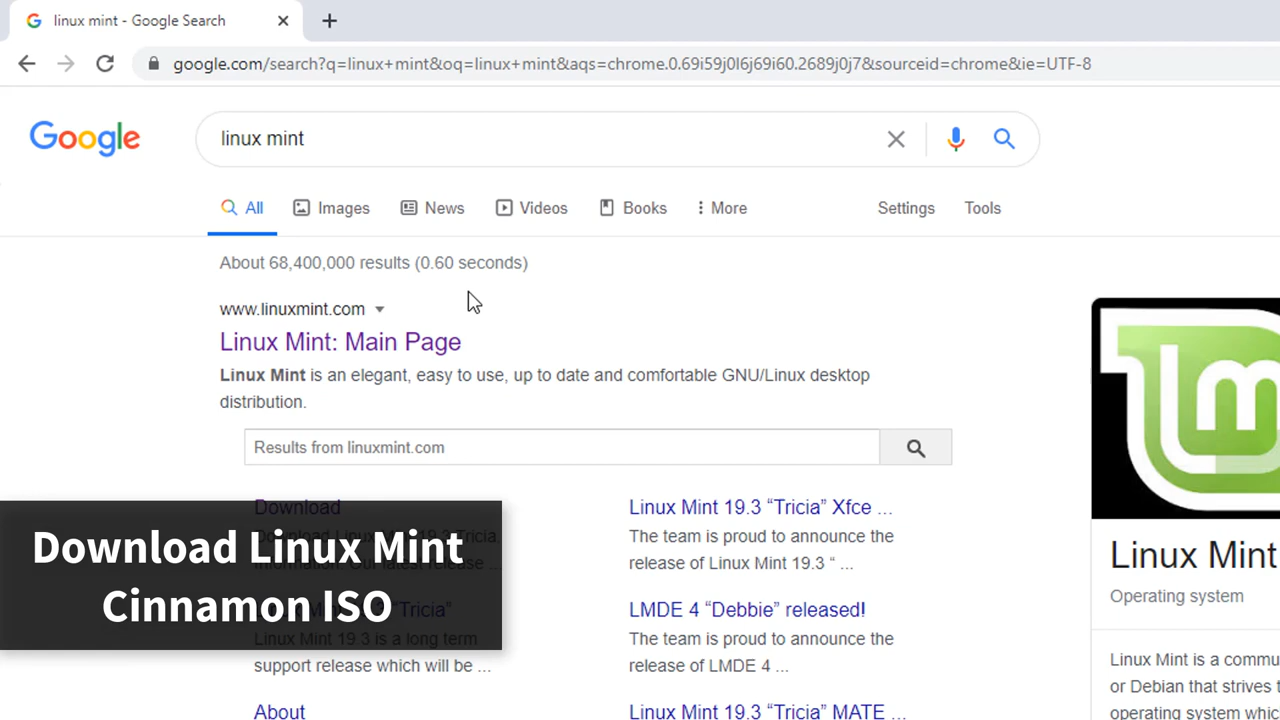 linux mint - Google Search
google.com/search?q=linux+mint&oq=linux+mint&aqs=chrome.0.69i59j0l6j69i60.2689j0j7&sourceid=chrome&ie=UTF-8
Google
linux mint
All
Images
News
Videos
Books
More
Settings
Tools
About 68,400,000 results (0.60 seconds)
www.linuxmint.com
Linux Mint: Main Page
Linux Mint is an elegant, easy to use, up to date and comfortable GNU/Linux desktop
distribution.
Results from linuxmint.com
Download
Linux Mint 19.3 “Tricia” Xfce ...
The team is proud to announce the
release of Linux Mint 19.3 “ ...
Download Linux Mint
Cinnamon ISO
"Tricia"
Linux Mint 19.3 is a long term
support release which will be ...
LMDE 4 “Debbie” released!
The team is proud to announce the
release of LMDE 4 ...
About
Linux Mint 19.3 “Tricia” MATE ...
Linux Mint
Operating system
Linux Mint is a commu
or Debian that strives t
operating system whic